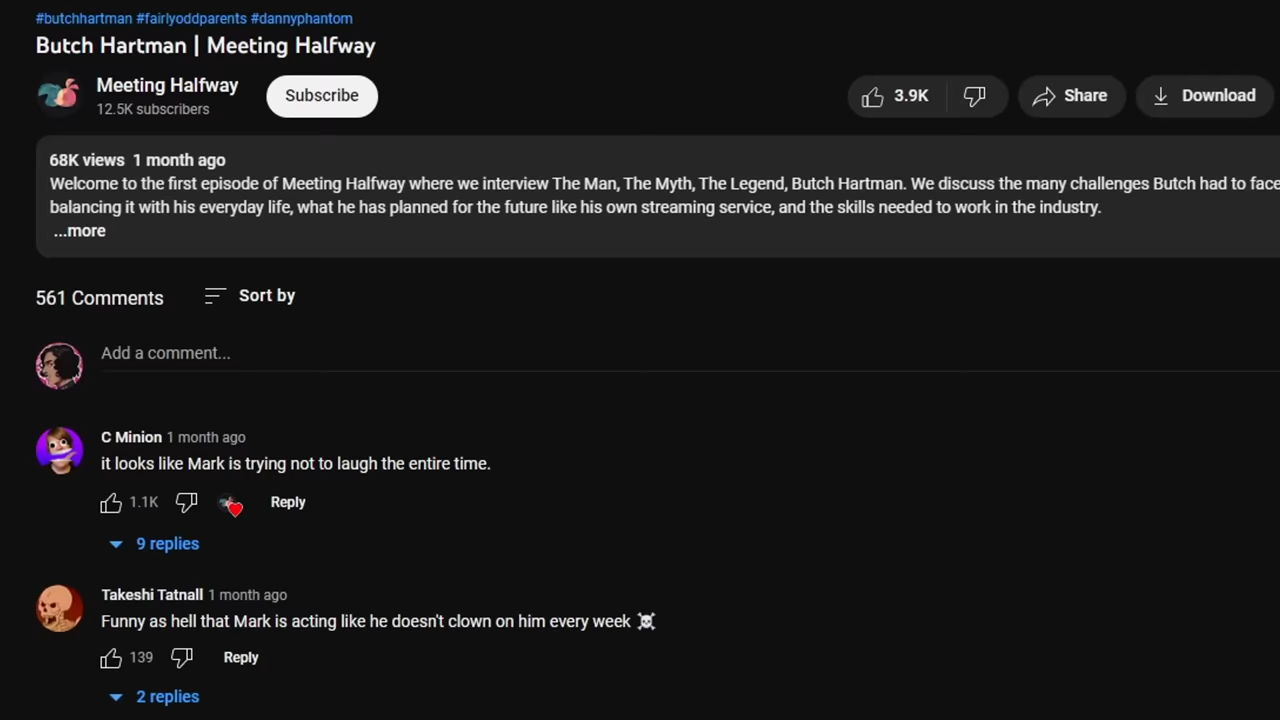 #butchhartman #fairlyoddparents #dannyphantom
Butch Hartman | Meeting Halfway
Meeting Halfway
12.5K subscribers
Subscribe
3.9K
Share
Download
68K views 1 month ago
Welcome to the first episode of Meeting Halfway where we interview The Man, The Myth, The Legend, Butch Hartman. We discuss the many challenges Butch had to face
balancing it with his everyday life, what he has planned for the future like his own streaming service, and the skills needed to work in the industry.
...more
561 Comments
Sort by
Add a comment...
C Minion 1 month ago
it looks like Mark is trying not to laugh the entire time.
1.1K
Reply
9 replies
Takeshi Tatnall 1 month ago
Funny as hell that Mark is acting like he doesn't clown on him every week ☠️
139
Reply
2 replies